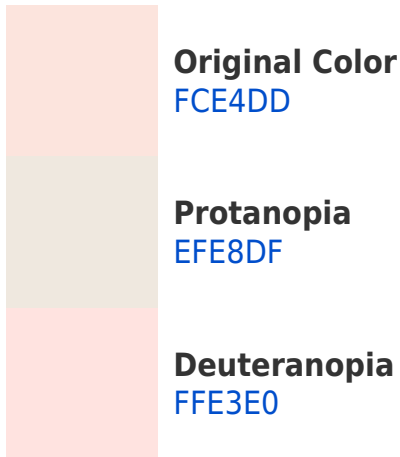 Original Color
FCE4DD
Protanopia
EFE8DF
Deuteranopia
FFE3E0